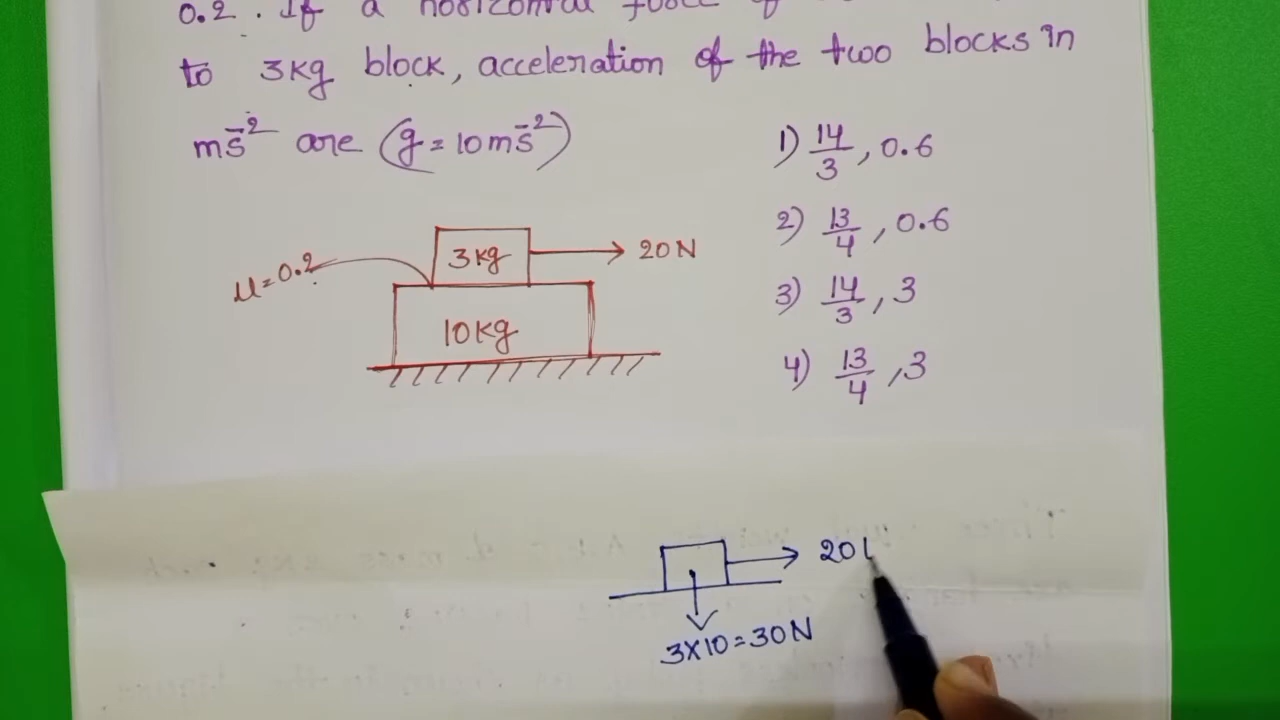 0.2. If a horizontal force of
to 3kg block, acceleration of the two blocks in
ms⁻² are (g = 10ms⁻²)
1) 14/3, 0.6
2) 13/4, 0.6
3) 14/3, 3
4) 13/4, 3
μ=0.2
3kg
20N
10kg
20
3×10=30N